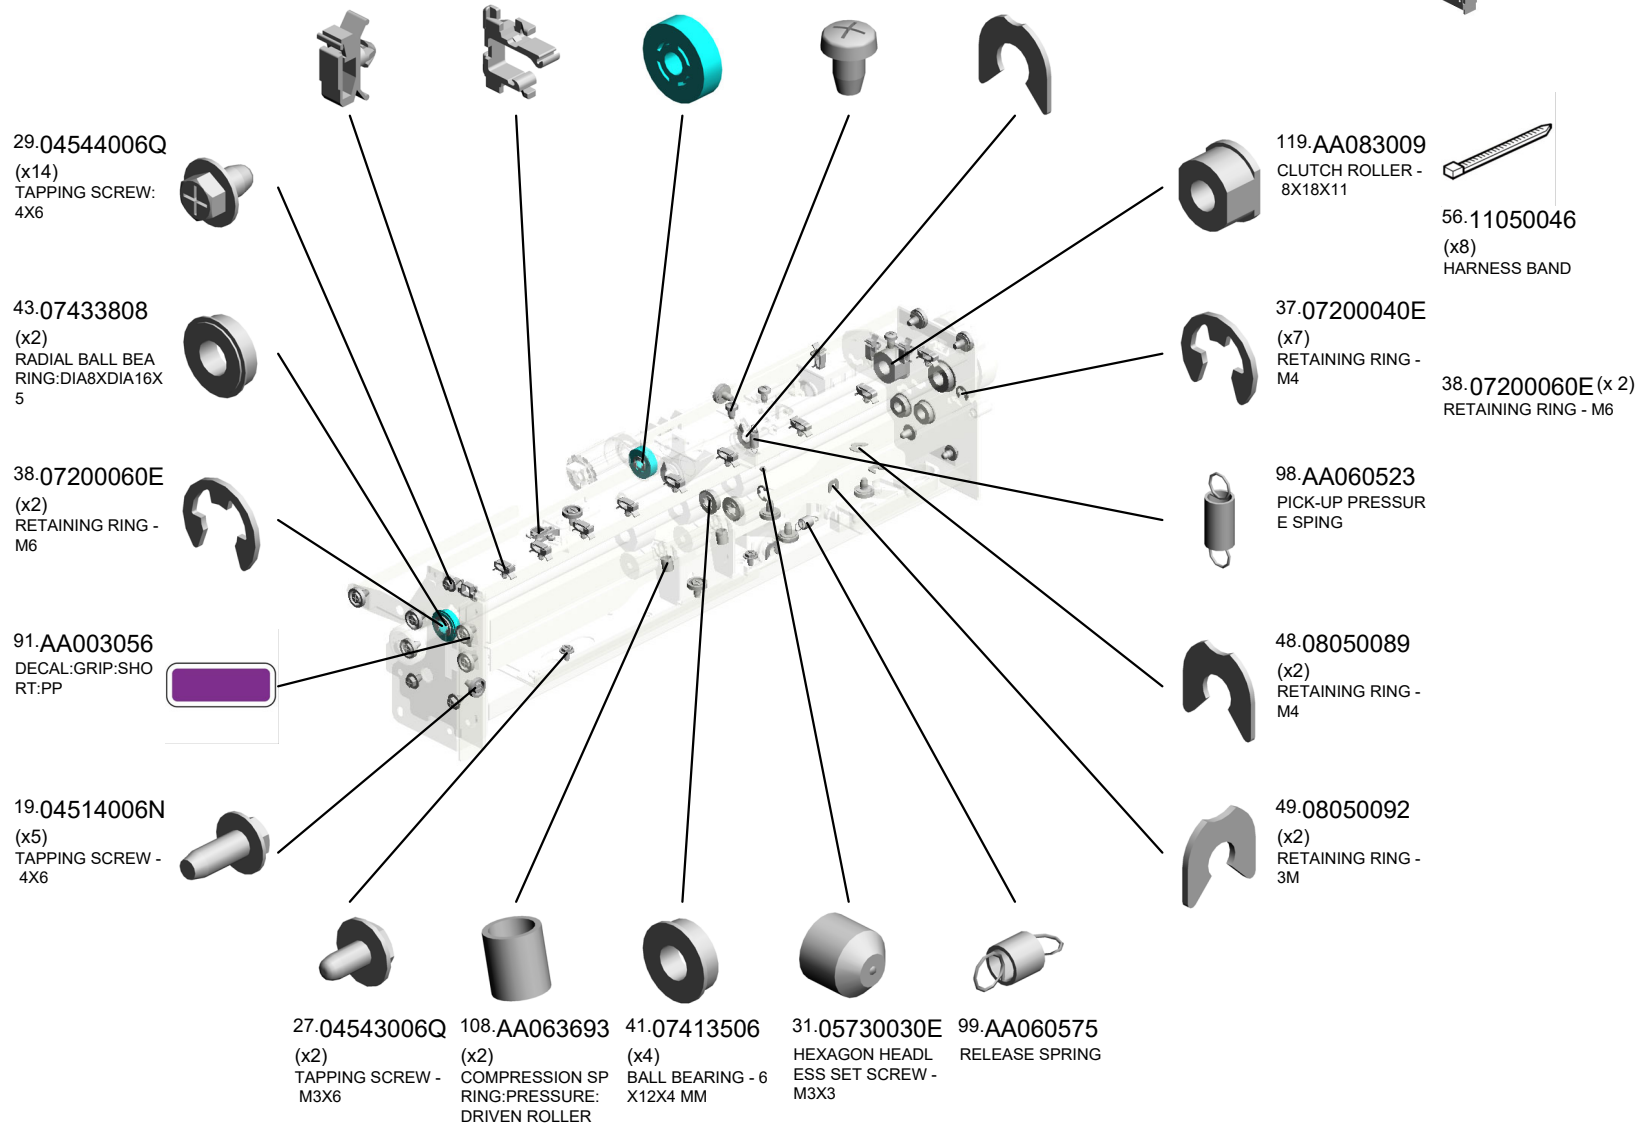 29.04544006Q
(x14)
TAPPING SCREW:
4X6
43.07433808
(x2)
RADIAL BALL BEA
RING:DIA8XDIA16X
5
38.07200060E
(x2)
RETAINING RING -
M6
91.AA003056
DECAL:GRIP:SHO
RT:PP
19.04514006N
(x5)
TAPPING SCREW -
4X6
27.04543006Q
(x2)
TAPPING SCREW -
M3X6
108.AA063693
(x2)
COMPRESSION SP
RING:PRESSURE:
DRIVEN ROLLER
41.07413506
(x4)
BALL BEARING - 6
X12X4 MM
31.05730030E
HEXAGON HEADL
ESS SET SCREW -
M3X3
99.AA060575
RELEASE SPRING
119.AA083009
CLUTCH ROLLER -
8X18X11
37.07200040E
(x7)
RETAINING RING -
M4
98.AA060523
PICK-UP PRESSUR
E SPING
48.08050089
(x2)
RETAINING RING -
M4
49.08050092
(x2)
RETAINING RING -
3M
56.11050046
(x8)
HARNESS BAND
38.07200060E (x 2)
RETAINING RING - M6